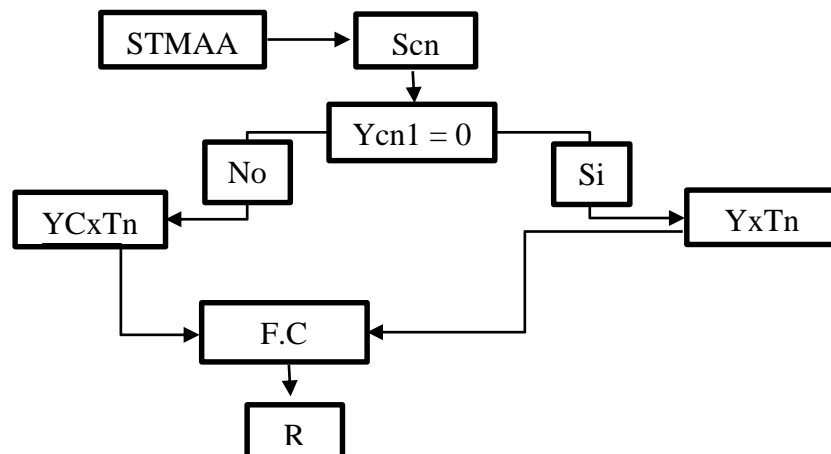 STMAA
Scn
Ycn1 = 0
No
Si
YCxTn
YxTn
F.C
R